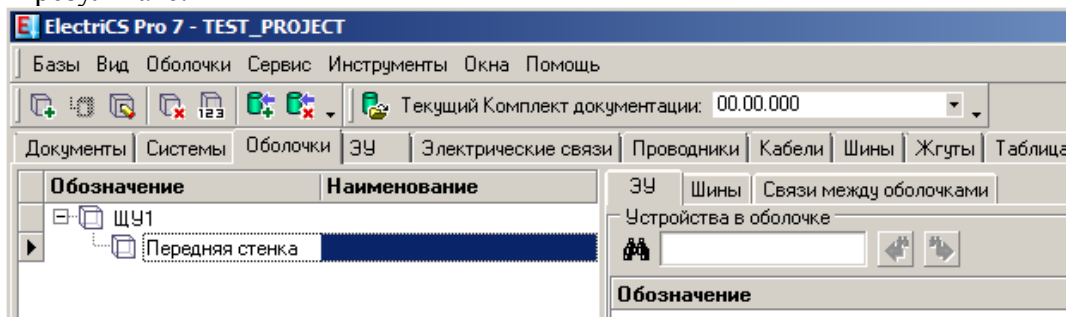 ElectriCS Pro 7 - TEST_PROJECT
Базы Вид Оболочки Сервис Инструменты Окна Помощь
123 Текущий Комплект документации: 00.00.000
Документы Системы Оболочки ЭУ Электрические связи Проводники Кабели Шины Жгуты Таблица
Обозначение Наименование ЭУ Шины Связи между оболочками
ЩУ1 Устройства в оболочке
Передняя стенка
Обозначение